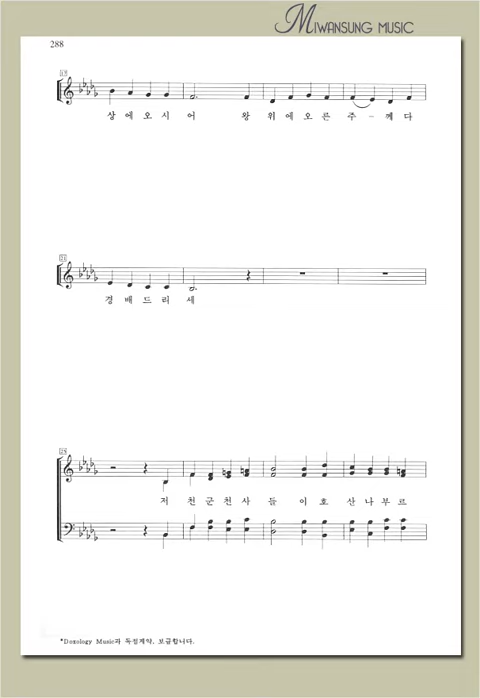 MIWANSUNG MUSIC
288
상 에 오 시 어 왕 위 에 오 른 주 - 께 다
경 배 드 리 세
저 천 군 천 사 들 이 호 산 나 부 르
*Doxology Music과 독점계약, 보급합니다.